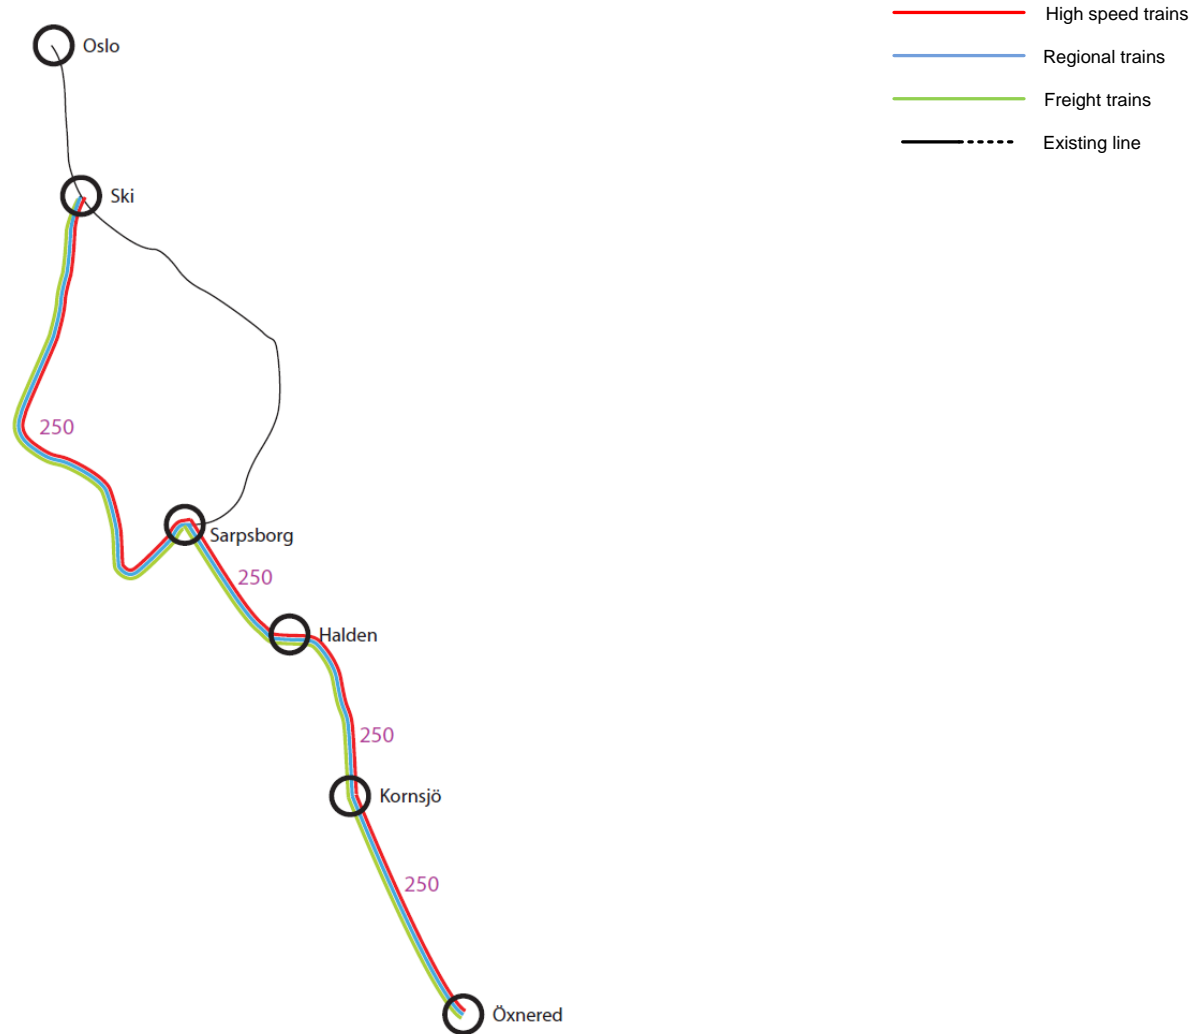 High speed trains
Oslo
Regional trains
Freight trains
Existing line
Ski
250
Sarpsborg
250
Halden
250
Kornsjö
250
Öxnered